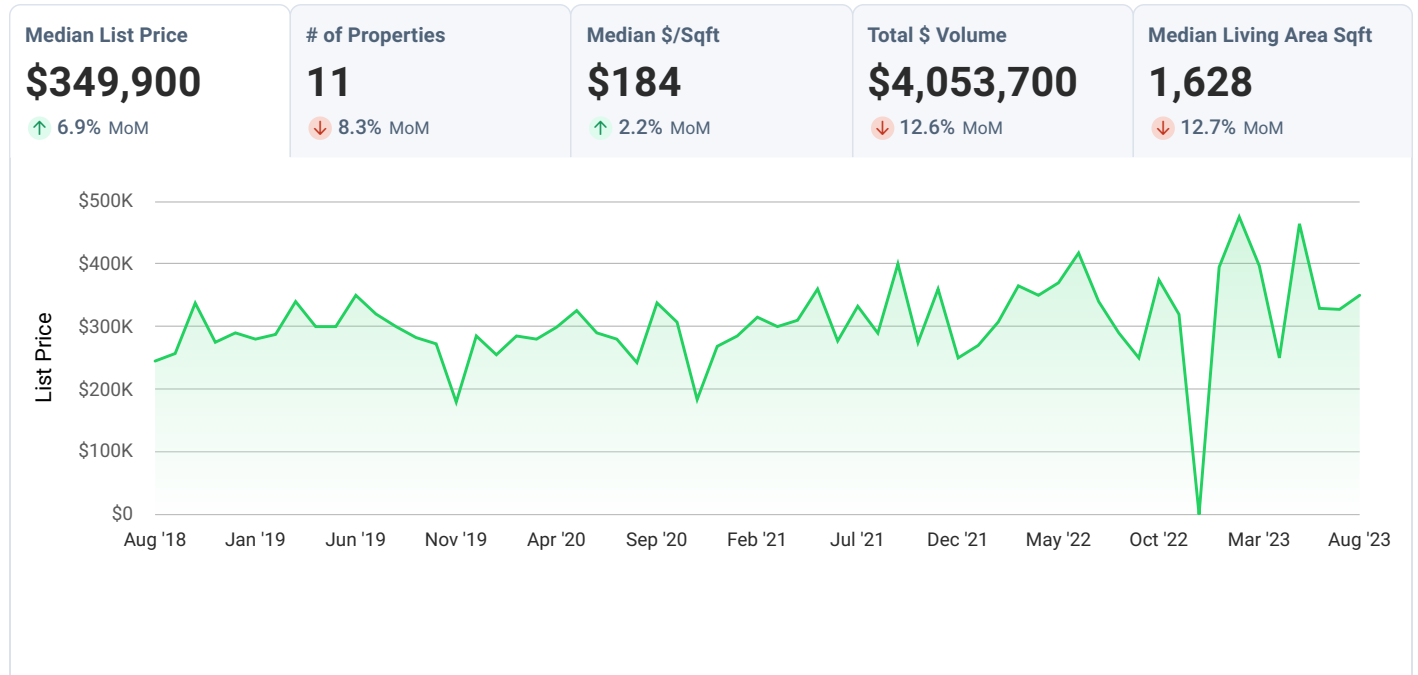 Median List Price
$349,900
6.9% MoM
# of Properties
11
8.3% MoM
Median $/Sqft
$184
2.2% MoM
Total $ Volume
$4,053,700
12.6% MoM
Median Living Area Sqft
1,628
12.7% MoM
List Price
$500K
$400K
$300K
$200K
$100K
$0
Aug '18 Jan '19 Jun '19 Nov '19 Apr '20 Sep '20 Feb '21 Jul '21 Dec '21 May '22 Oct '22 Mar '23 Aug '23